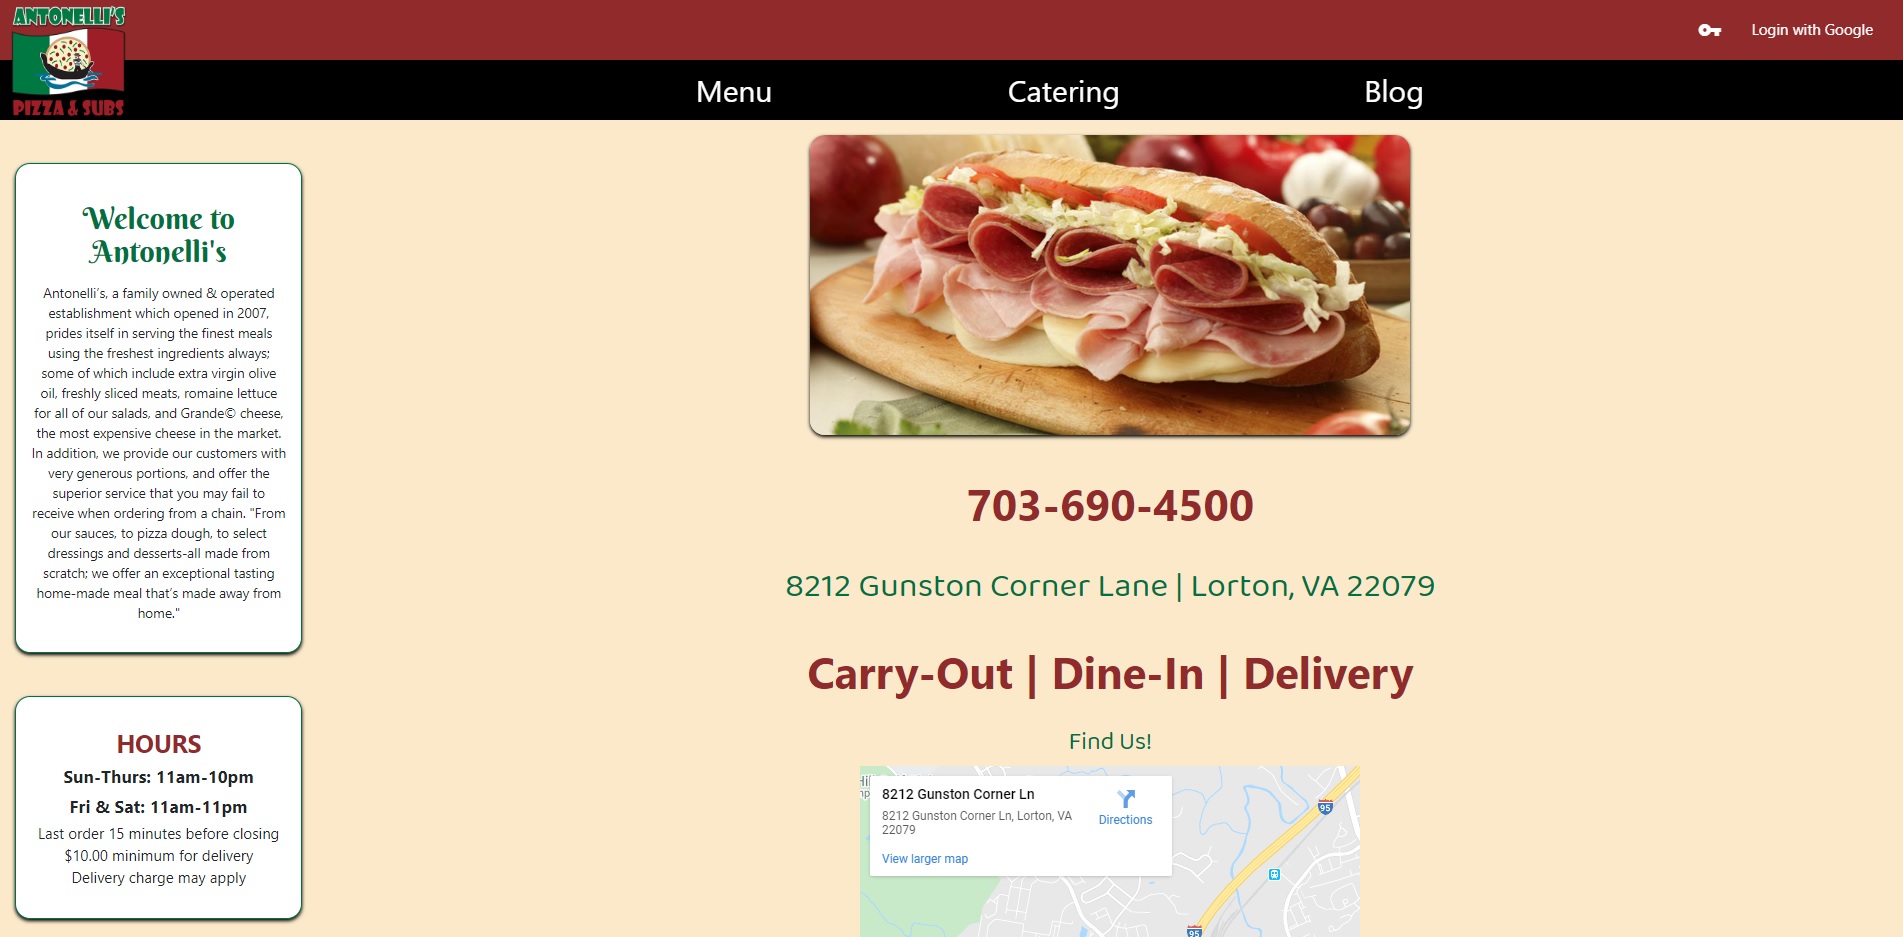 ANTONELLI'S
PIZZA & SUBS
Login with Google
Menu
Catering
Blog
Welcome to
Antonelli's
Antonelli's, a family owned & operated
establishment which opened in 2007,
prides itself in serving the finest meals
using the freshest ingredients always;
some of which include extra virgin olive
oil, freshly sliced meats, romaine lettuce
for all of our salads, and Grande© cheese,
the most expensive cheese in the market.
In addition, we provide our customers with
very generous portions, and offer the
superior service that you may fail to
receive when ordering from a chain. "From
our sauces, to pizza dough, to select
dressings and desserts-all made from
scratch; we offer an exceptional tasting
home-made meal that's made away from
home."
HOURS
Sun-Thurs: 11am-10pm
Fri & Sat: 11am-11pm
Last order 15 minutes before closing
$10.00 minimum for delivery
Delivery charge may apply
703-690-4500
8212 Gunston Corner Lane | Lorton, VA 22079
Carry-Out | Dine-In | Delivery
Find Us!
8212 Gunston Corner Ln
8212 Gunston Corner Ln, Lorton, VA
22079
Directions
View larger map
95
95